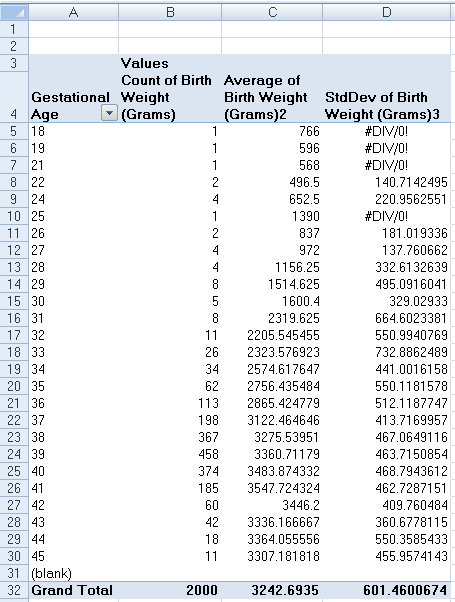 A B C D
1
2
3 Values
Count of Birth Average of
Gestational Weight Birth Weight StdDev of Birth
4 Age (Grams) (Grams)2 Weight (Grams)3
5 18 1 766 #DIV/0!
6 19 1 596 #DIV/0!
7 21 1 568 #DIV/0!
8 22 2 496.5 140.7142495
9 24 4 652.5 220.9562551
10 25 1 1390 #DIV/0!
11 26 2 837 181.019336
12 27 4 972 137.760662
13 28 4 1156.25 332.6132639
14 29 8 1514.625 495.0916041
15 30 5 1600.4 329.02933
16 31 8 2319.625 664.6023381
17 32 11 2205.545455 550.9940769
18 33 26 2323.576923 732.8862489
19 34 34 2574.617647 441.0016158
20 35 62 2756.435484 550.1181578
21 36 113 2865.424779 512.1187747
22 37 198 3122.464646 413.7169957
23 38 367 3275.53951 467.0649116
24 39 458 3360.71179 463.7150854
25 40 374 3483.874332 468.7943612
26 41 185 3547.724324 462.7287151
27 42 60 3446.2 409.760484
28 43 42 3336.166667 360.6778115
29 44 18 3364.055556 550.3585433
30 45 11 3307.181818 455.9574143
31 (blank)
32 Grand Total 2000 3242.6935 601.4600674